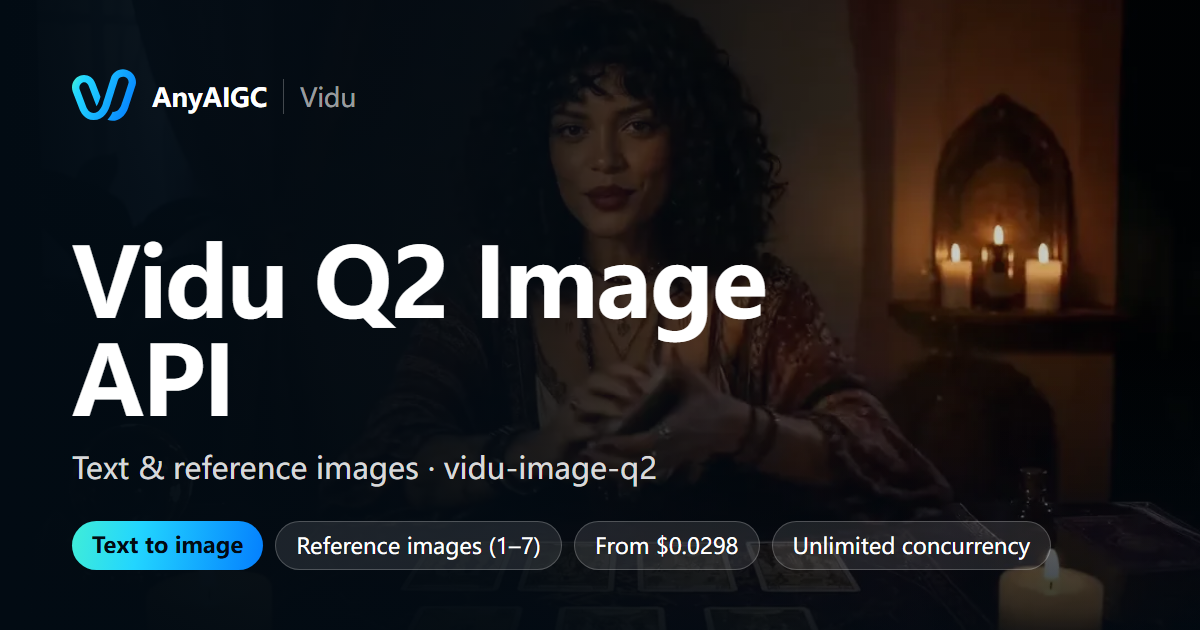 AnyAIGC | Vidu
Vidu Q2 Image
API
Text & reference images · vidu-image-q2
Text to image
Reference images (1–7)
From $0.0298
Unlimited concurrency